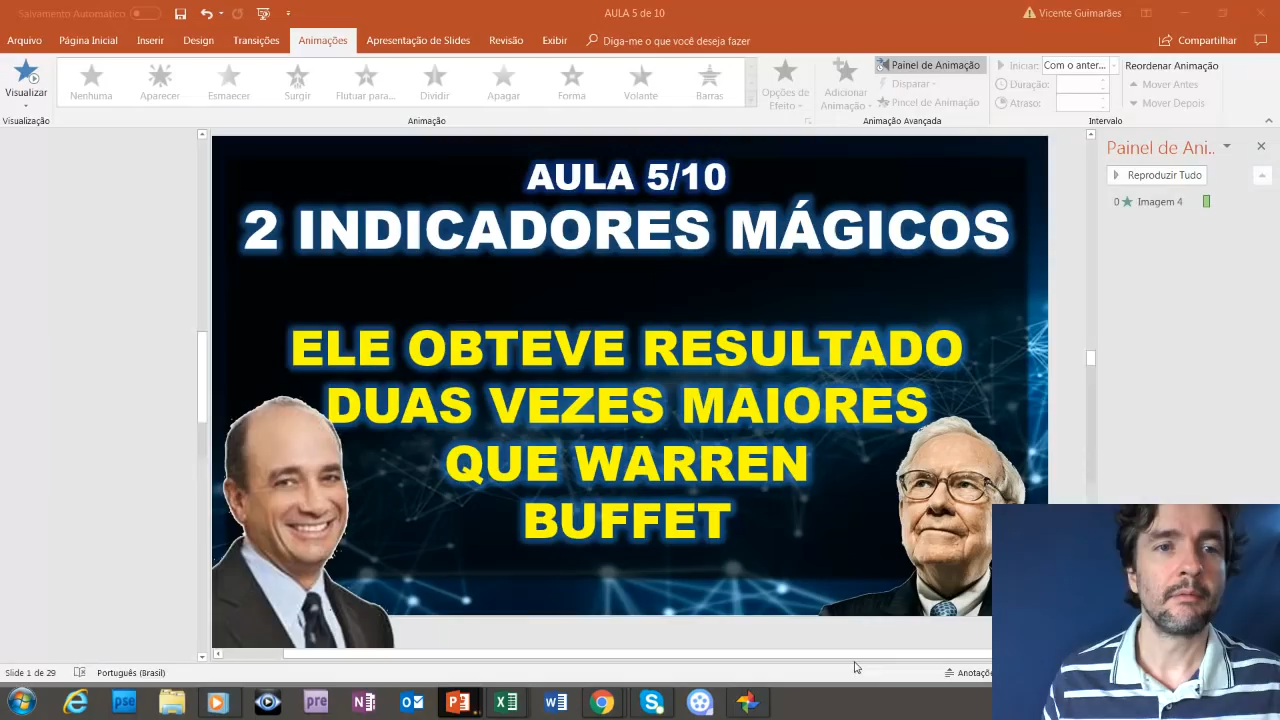 Salvamento Automático
AULA 5 de 10
Vicente Guimarães
Arquivo
Página Inicial
Inserir
Design
Transições
Animações
Apresentação de Slides
Revisão
Exibir
Diga-me o que você deseja fazer
Compartilhar
Visualizar
Nenhuma
Aparecer
Esmaecer
Surgir
Flutuar para...
Dividir
Apagar
Forma
Volante
Barras
Opções de
Efeito
Adicionar
Animação
Painel de Animação
Disparar
Pincel de Animação
Iniciar:
Com o anter...
Duração:
Atraso:
Reordenar Animação
Mover Antes
Mover Depois
Visualização
Animação
Animação Avançada
Intervalo
AULA 5/10
2 INDICADORES MÁGICOS
ELE OBTEVE RESULTADO
DUAS VEZES MAIORES
QUE WARREN
BUFFET
Painel de Ani..
Reproduzir Tudo
0 Imagem 4
Slide 1 de 29
Português (Brasil)
Anotaçõe
pse
pre